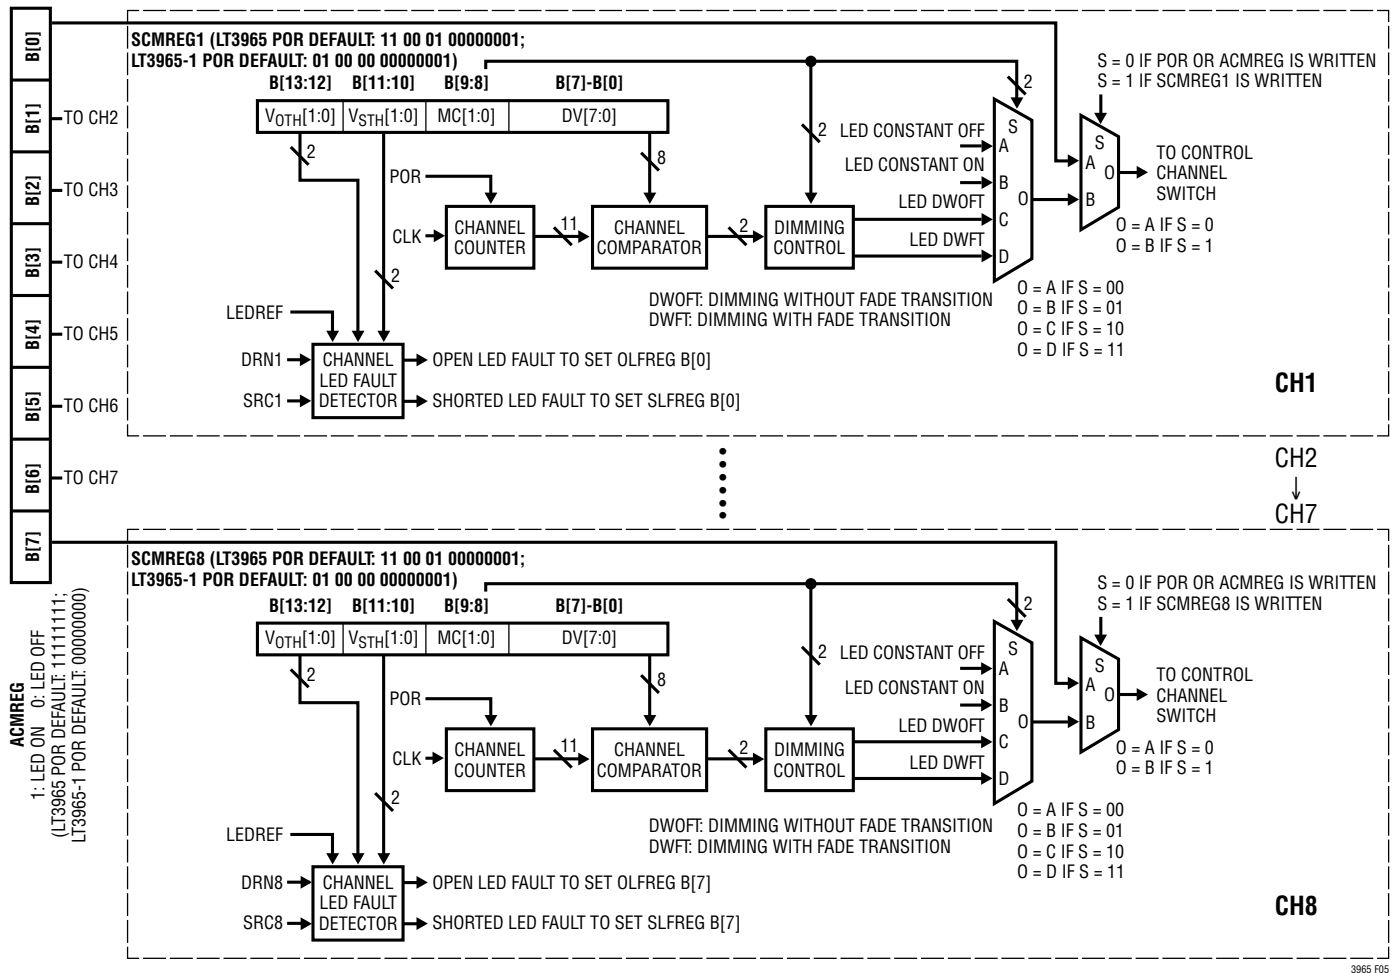 B[0]
B[1]
B[2]
B[3]
B[4]
B[5]
B[6]
B[7]
TO CH2
TO CH3
TO CH4
TO CH5
TO CH6
TO CH7
ACMREG
1: LED ON 0: LED OFF
(LT3965 POR DEFAULT: 11111111;
LT3965-1 POR DEFAULT: 00000000)
SCMREG1 (LT3965 POR DEFAULT: 11 00 01 00000001;
LT3965-1 POR DEFAULT: 01 00 00 00000001)
B[13:12] B[11:10] B[9:8] B[7]-B[0]
VOTH[1:0] VSTH[1:0] MC[1:0] DV[7:0]
2
2
8
2
2
POR
CLK
CHANNEL
COUNTER
11
CHANNEL
COMPARATOR
2
DIMMING
CONTROL
LED CONSTANT OFF
LED CONSTANT ON
LED DWOFT
LED DWFT
S
A
B
C
D
O
S = 0 IF POR OR ACMREG IS WRITTEN
S = 1 IF SCMREG1 IS WRITTEN
S
A
B
O
TO CONTROL
CHANNEL
SWITCH
O = A IF S = 0
O = B IF S = 1
DWOFT: DIMMING WITHOUT FADE TRANSITION
DWFT: DIMMING WITH FADE TRANSITION
O = A IF S = 00
O = B IF S = 01
O = C IF S = 10
O = D IF S = 11
LEDREF
DRN1
SRC1
CHANNEL
LED FAULT
DETECTOR
OPEN LED FAULT TO SET OLFREG B[0]
SHORTED LED FAULT TO SET SLFREG B[0]
CH1
CH2
CH7
SCMREG8 (LT3965 POR DEFAULT: 11 00 01 00000001;
LT3965-1 POR DEFAULT: 01 00 00 00000001)
B[13:12] B[11:10] B[9:8] B[7]-B[0]
VOTH[1:0] VSTH[1:0] MC[1:0] DV[7:0]
2
2
8
2
2
POR
CLK
CHANNEL
COUNTER
11
CHANNEL
COMPARATOR
2
DIMMING
CONTROL
LED CONSTANT OFF
LED CONSTANT ON
LED DWOFT
LED DWFT
S
A
B
C
D
O
S = 0 IF POR OR ACMREG IS WRITTEN
S = 1 IF SCMREG8 IS WRITTEN
S
A
B
O
TO CONTROL
CHANNEL
SWITCH
O = A IF S = 0
O = B IF S = 1
DWOFT: DIMMING WITHOUT FADE TRANSITION
DWFT: DIMMING WITH FADE TRANSITION
O = A IF S = 00
O = B IF S = 01
O = C IF S = 10
O = D IF S = 11
LEDREF
DRN8
SRC8
CHANNEL
LED FAULT
DETECTOR
OPEN LED FAULT TO SET OLFREG B[7]
SHORTED LED FAULT TO SET SLFREG B[7]
CH8
3965 F05